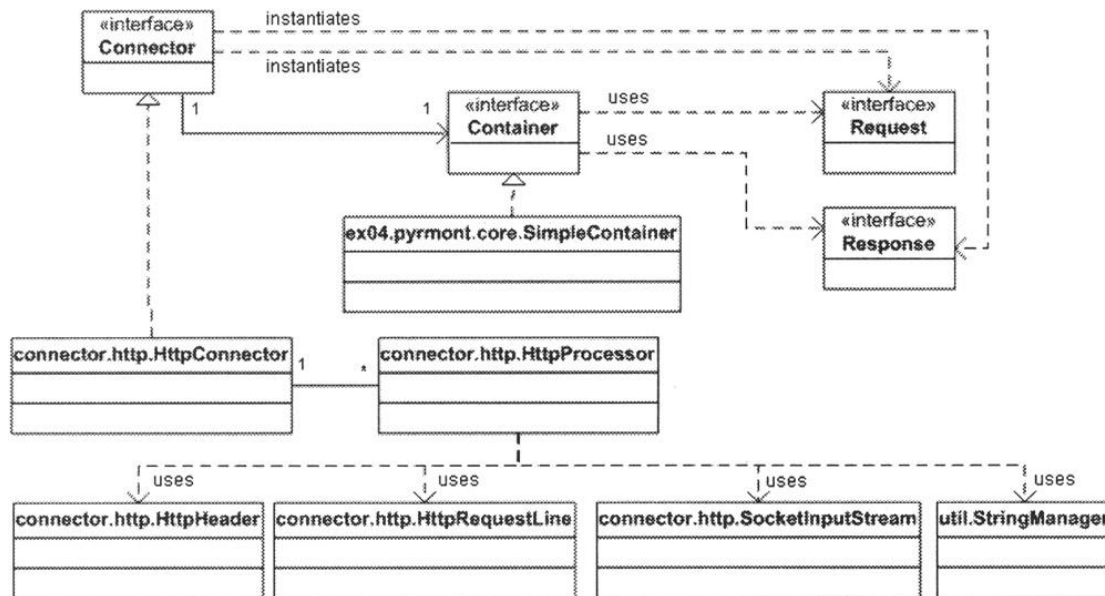 «interface»
Connector
instantiates
instantiates
1
1
«interface»
Container
uses
uses
«interface»
Request
«interface»
Response
ex04.pyrmont.core.SimpleContainer
connector.http.HttpConnector
1
*
connector.http.HttpProcessor
uses
uses
uses
uses
connector.http.HttpHeader
connector.http.HttpRequestLine
connector.http.SocketInputStream
util.StringManager